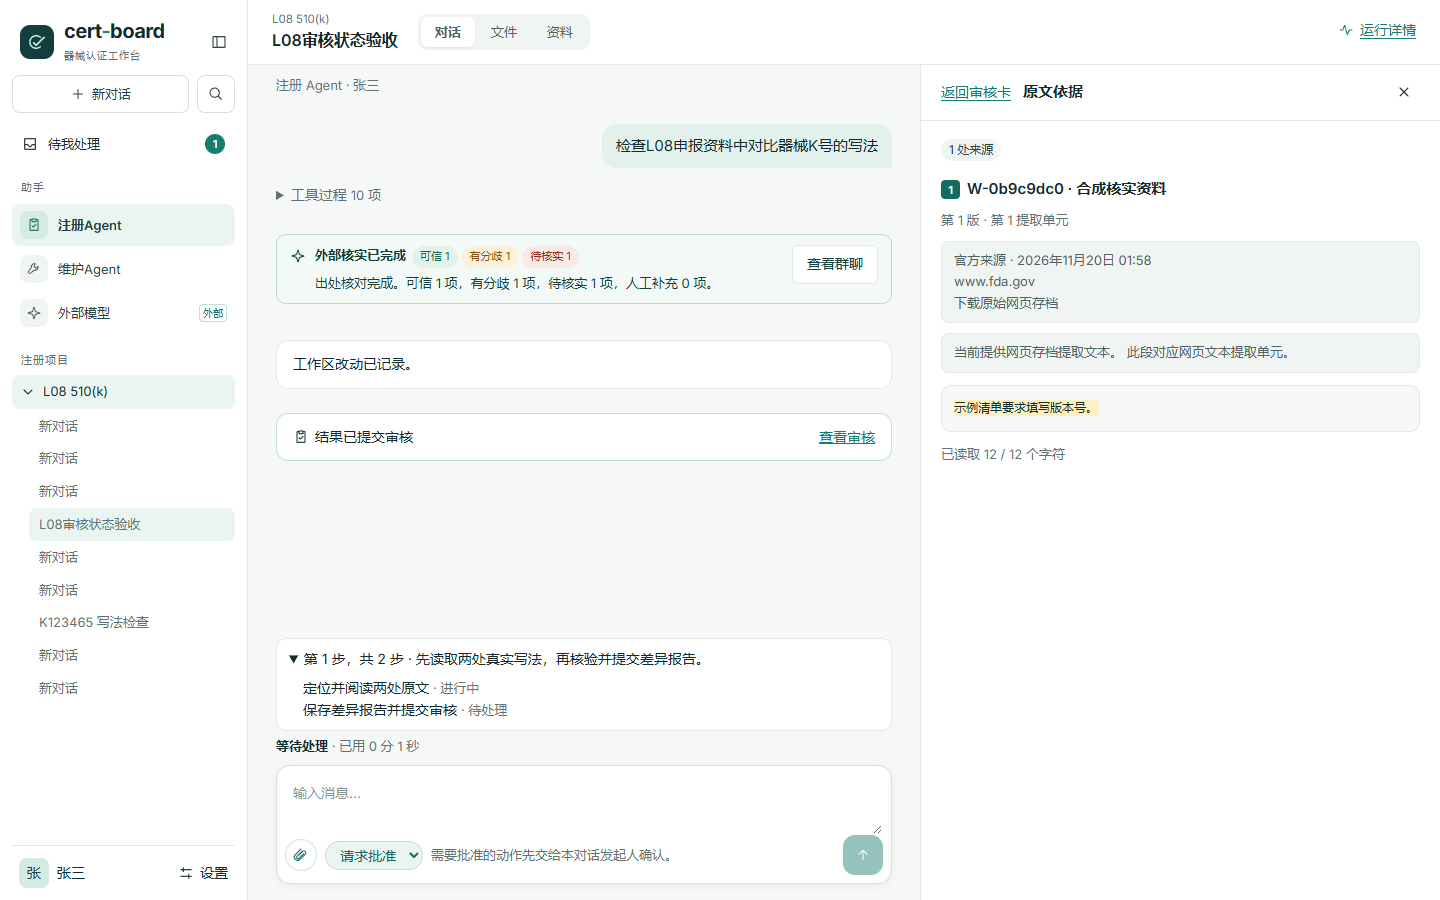 cert-board
器械认证工作台
新对话
待我处理
1
助手
注册Agent
维护Agent
外部模型
外部
注册项目
L08 510(k)
新对话
新对话
新对话
L08审核状态验收
新对话
新对话
K123465 写法检查
新对话
新对话
张
张三
设置
L08 510(k)
L08审核状态验收
对话
文件
资料
运行详情
注册 Agent · 张三
检查L08申报资料中对比器械K号的写法
工具过程 10 项
外部核实已完成
可信 1
有分歧 1
待核实 1
出处核对完成。可信 1 项，有分歧 1 项，待核实 1 项，人工补充 0 项。
查看群聊
工作区改动已记录。
结果已提交审核
查看审核
第 1 步，共 2 步 · 先读取两处真实写法，再核验并提交差异报告。
定位并阅读两处原文 · 进行中
保存差异报告并提交审核 · 待处理
等待处理 · 已用 0 分 1 秒
输入消息...
请求批准
需要批准的动作先交给本对话发起人确认。
返回审核卡
原文依据
1 处来源
1
W-0b9c9dc0 · 合成核实资料
第 1 版 · 第 1 提取单元
官方来源 · 2026年11月20日 01:58
www.fda.gov
下载原始网页存档
当前提供网页存档提取文本。 此段对应网页文本提取单元。
示例清单要求填写版本号。
已读取 12 / 12 个字符